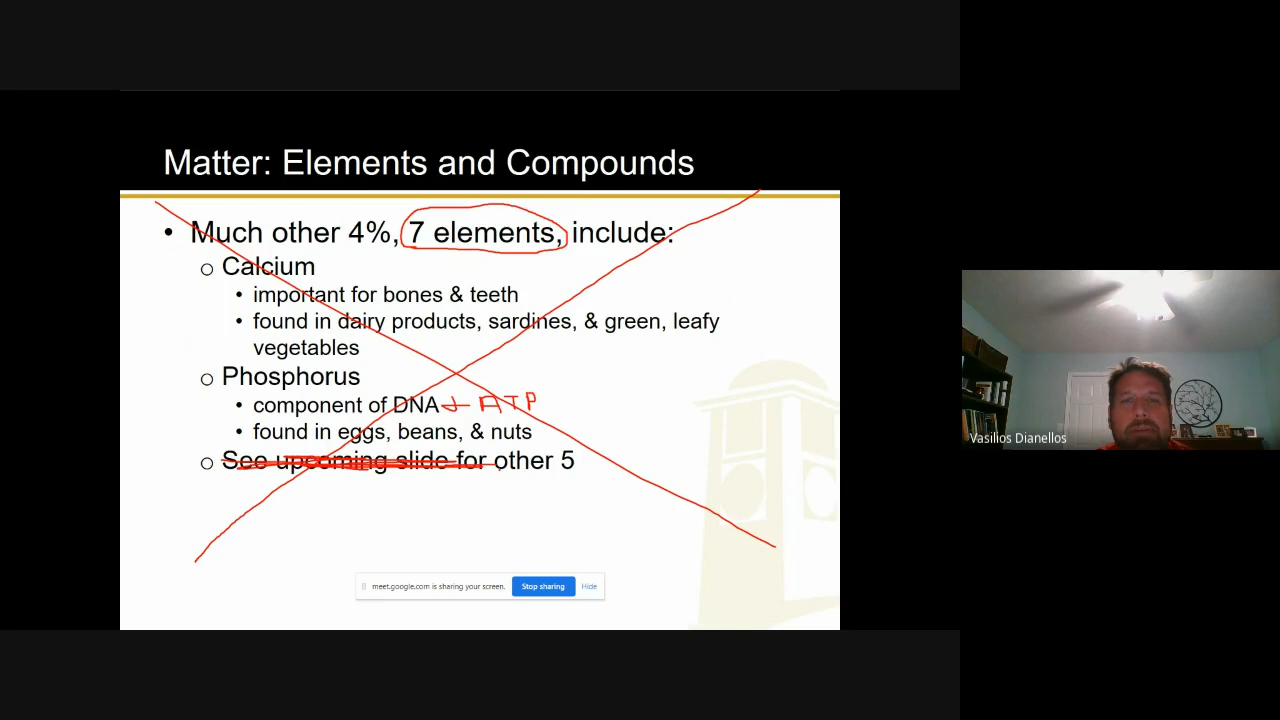 Matter: Elements and Compounds
• Much other 4%, 7 elements, include:
o Calcium
• important for bones & teeth
• found in dairy products, sardines, & green, leafy
vegetables
o Phosphorus
• component of DNA + ATP
• found in eggs, beans, & nuts
o See upcoming slide for other 5
meet.google.com is sharing your screen. Stop sharing Hide
Vasilios Dianellos